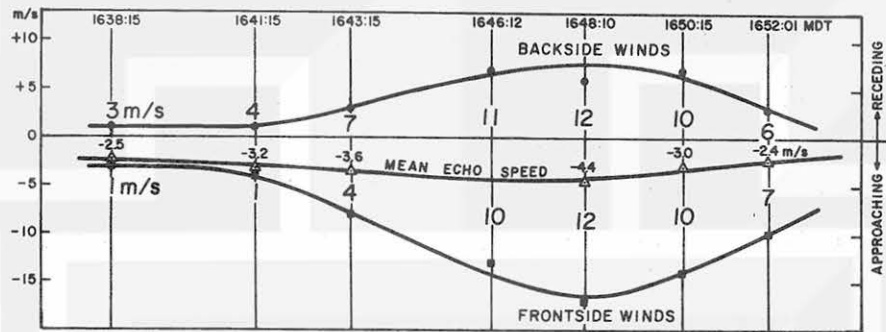 m/s
1638:15 1641:15 1643:15 1646:12 1648:10 1650:15 1652:01 MDT
+10
BACKSIDE WINDS
RECEDING
+5
3 m/s 4 7 11 12 10 6
0
-2.5 -3.2 -3.6 MEAN ECHO SPEED -4.4 -3.0 -2.4 m/s
-5
1 m/s 1 4 10 12 10 7
APPROACHING
-10
-15
FRONTSIDE WINDS